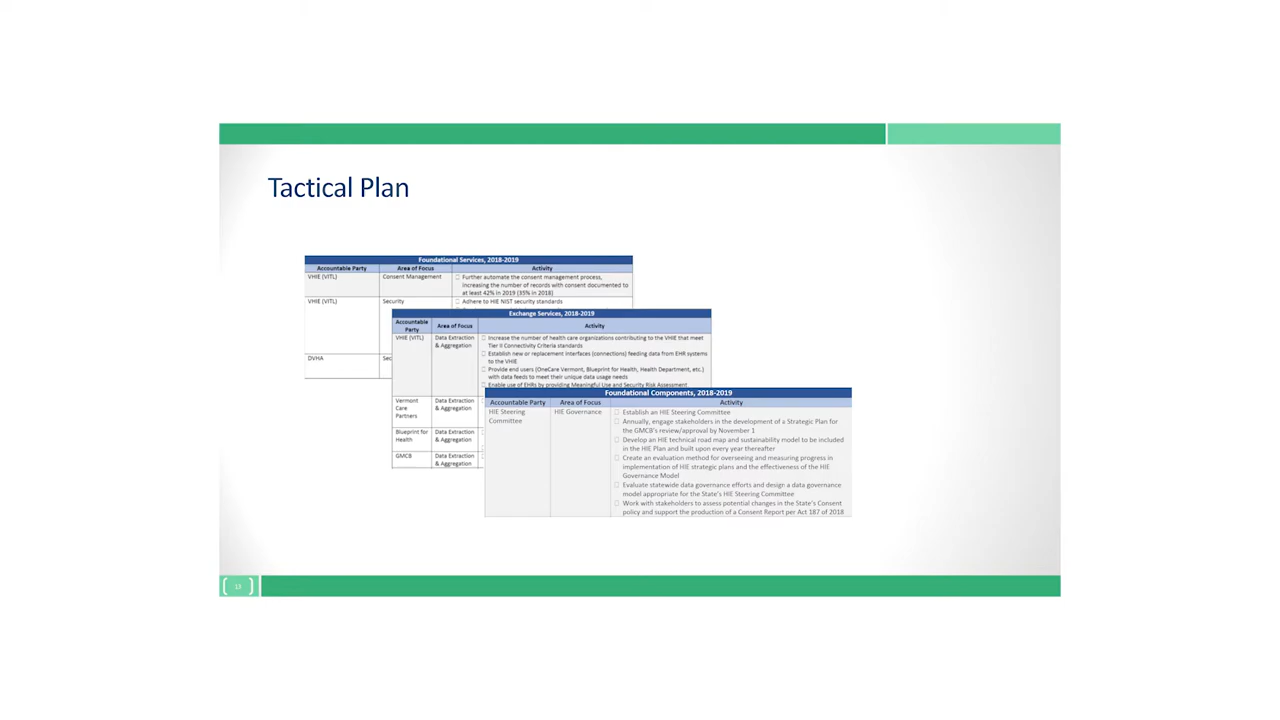 Tactical Plan
Foundational Services, 2018-2019
Accountable Party Area of Focus Activity
VHIE (VITL) Consent Management Further automate the consent management process,
increasing the number of records with consent documented to
at least 42% in 2019 (35% in 2018)
VHIE (VITL) Security Adhere to HIE NIST security standards
DVHA
Exchange Services, 2018-2019
Accountable
Party Area of Focus Activity
VHIE (VITL) Data Extraction Increase the number of health care organizations contributing to the VHIE that meet
& Aggregation Tier II Connectivity Criteria standards
Establish new or replacement interfaces (connections) feeding data from EHR systems
to the VHIE
Provide end users (OneCare Vermont, Blueprint for Health, Health Department, etc.)
with data feeds to meet their unique data usage needs
Enable use of EHRs by providing Meaningful Use and Security Risk Assessment
Vermont Data Extraction
Care & Aggregation
Partners
Blueprint for Data Extraction
Health & Aggregation
GMCB Data Extraction
& Aggregation
Foundational Components, 2018-2019
Accountable Party Area of Focus Activity
HIE Steering HIE Governance Establish an HIE Steering Committee
Committee Annually, engage stakeholders in the development of a Strategic Plan for
the GMCB's review/approval by November 1
Develop an HIE technical road map and sustainability model to be included
in the HIE Plan and built upon every year thereafter
Create an evaluation method for overseeing and measuring progress in
implementation of HIE strategic plans and the effectiveness of the HIE
Governance Model
Evaluate statewide data governance efforts and design a data governance
model appropriate for the State's HIE Steering Committee
Work with stakeholders to assess potential changes in the State's Consent
policy and support the production of a Consent Report per Act 187 of 2018
13